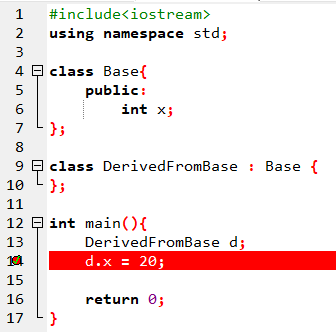 1 #include<iostream>
2 using namespace std;
3
4 class Base{
5 public:
6 int x;
7 };
8
9 class DerivedFromBase : Base {
10 };
11
12 int main(){
13 DerivedFromBase d;
14 d.x = 20;
15
16 return 0;
17 }